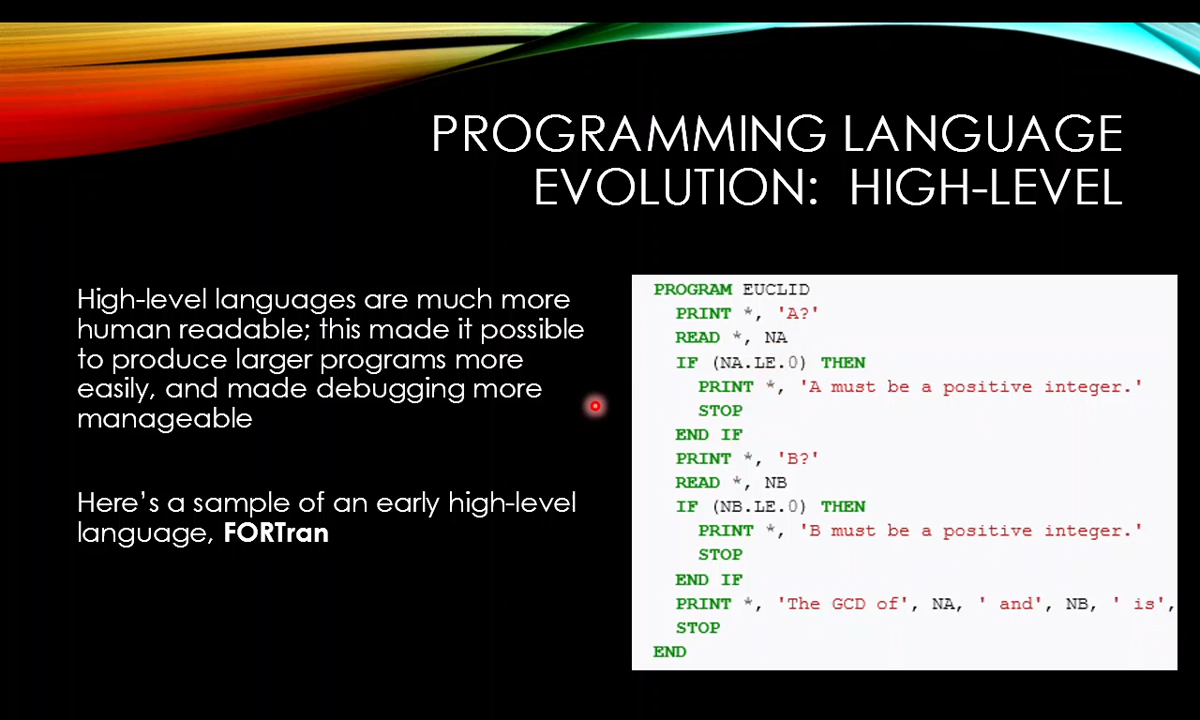 PROGRAMMING LANGUAGE
EVOLUTION: HIGH-LEVEL
High-level languages are much more
human readable; this made it possible
to produce larger programs more
easily, and made debugging more
manageable
Here’s a sample of an early high-level
language, FORTran
PROGRAM EUCLID
PRINT *, 'A?'
READ *, NA
IF (NA.LE.0) THEN
PRINT *, 'A must be a positive integer.'
STOP
END IF
PRINT *, 'B?'
READ *, NB
IF (NB.LE.0) THEN
PRINT *, 'B must be a positive integer.'
STOP
END IF
PRINT *, 'The GCD of', NA, ' and', NB, ' is',
STOP
END